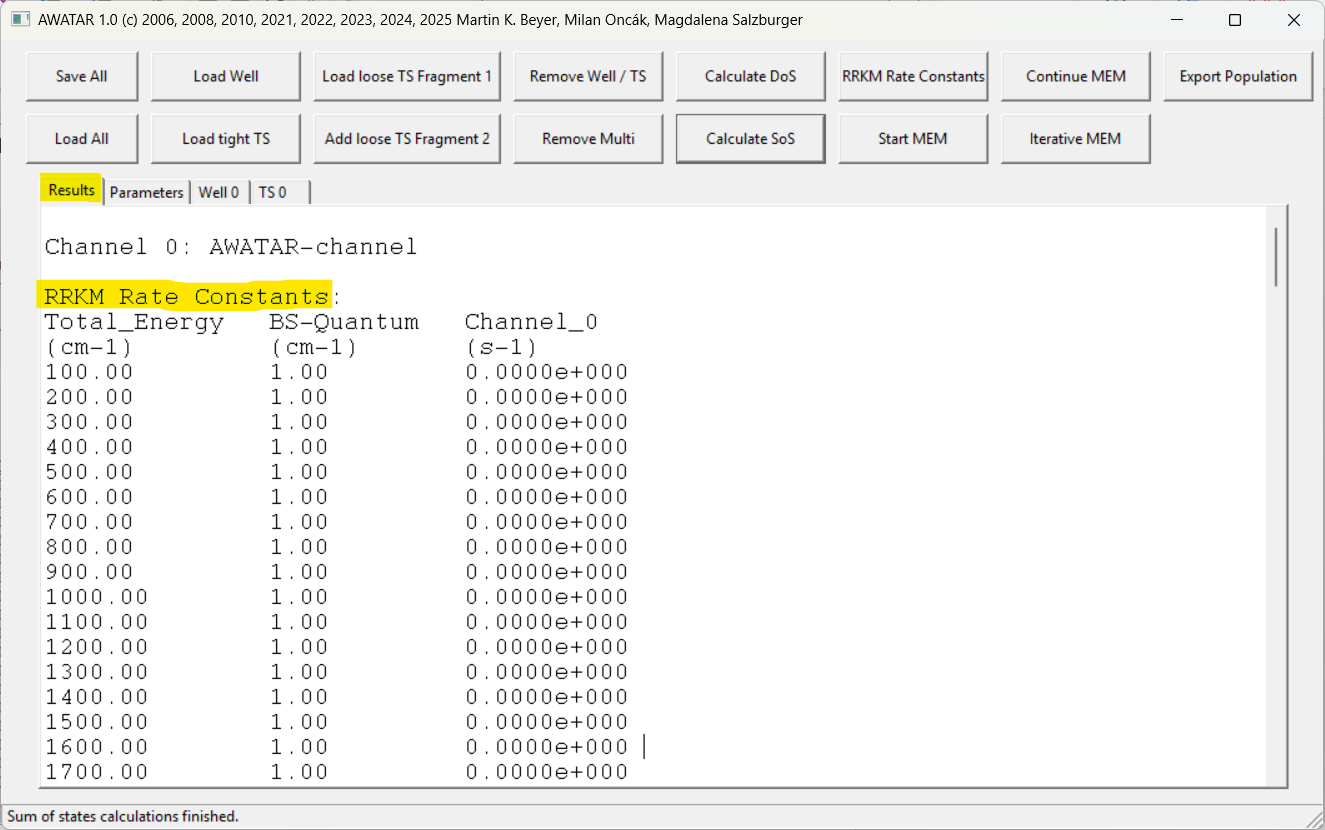 AWATAR 1.0 (c) 2006, 2008, 2010, 2021, 2022, 2023, 2024, 2025 Martin K. Beyer, Milan Oncák, Magdalena Salzburger
Save All Load Well Load loose TS Fragment 1 Remove Well / TS Calculate DoS RRKM Rate Constants Continue MEM Export Population
Load All Load tight TS Add loose TS Fragment 2 Remove Multi Calculate SoS Start MEM Iterative MEM
Results Parameters Well 0 TS 0
Channel 0: AWATAR-channel
RRKM Rate Constants:
Total_Energy BS-Quantum Channel_0
(cm-1) (cm-1) (s-1)
100.00 1.00 0.0000e+000
200.00 1.00 0.0000e+000
300.00 1.00 0.0000e+000
400.00 1.00 0.0000e+000
500.00 1.00 0.0000e+000
600.00 1.00 0.0000e+000
700.00 1.00 0.0000e+000
800.00 1.00 0.0000e+000
900.00 1.00 0.0000e+000
1000.00 1.00 0.0000e+000
1100.00 1.00 0.0000e+000
1200.00 1.00 0.0000e+000
1300.00 1.00 0.0000e+000
1400.00 1.00 0.0000e+000
1500.00 1.00 0.0000e+000
1600.00 1.00 0.0000e+000
1700.00 1.00 0.0000e+000
Sum of states calculations finished.